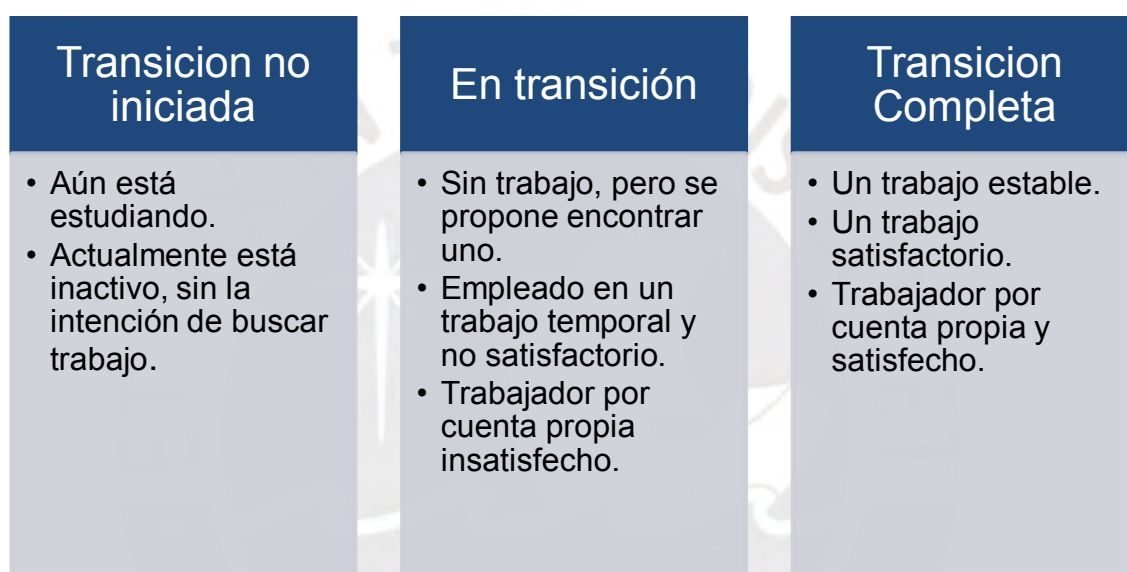 Transicion no
iniciada
• Aún está
estudiando.
• Actualmente está
inactivo, sin la
intención de buscar
trabajo.
En transición
• Sin trabajo, pero se
propone encontrar
uno.
• Empleado en un
trabajo temporal y
no satisfactorio.
• Trabajador por
cuenta propia
insatisfecho.
Transicion
Completa
• Un trabajo estable.
• Un trabajo
satisfactorio.
• Trabajador por
cuenta propia y
satisfecho.